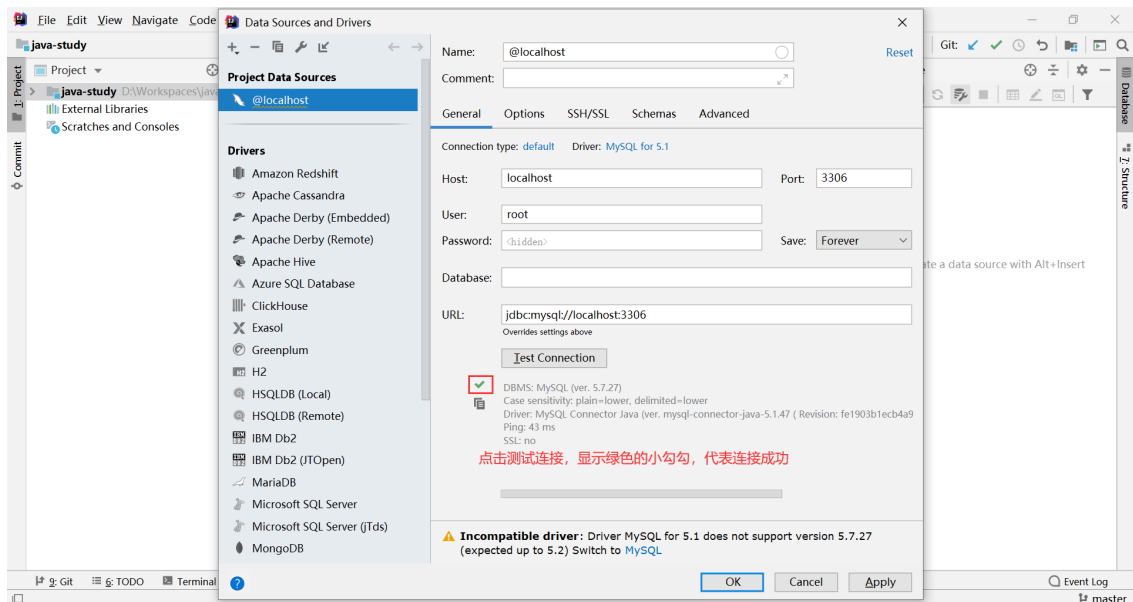 File Edit View Navigate Code
Data Sources and Drivers
java-study
Git:
Project
java-study D:\Workspaces\java
External Libraries
Scratches and Consoles
1: Project
Commit
Project Data Sources
@localhost
Drivers
Amazon Redshift
Apache Cassandra
Apache Derby (Embedded)
Apache Derby (Remote)
Apache Hive
Azure SQL Database
ClickHouse
Exasol
Greenplum
H2
HSQLDB (Local)
HSQLDB (Remote)
IBM Db2
IBM Db2 (JTOpen)
MariaDB
Microsoft SQL Server
Microsoft SQL Server (jTds)
MongoDB
Name: @localhost
Reset
Comment:
General Options SSH/SSL Schemas Advanced
Connection type: default Driver: MySQL for 5.1
Host: localhost Port: 3306
User: root
Password: <hidden> Save: Forever
Database:
URL: jdbc:mysql://localhost:3306
Overrides settings above
Test Connection
DBMS: MySQL (ver. 5.7.27)
Case sensitivity: plain=lower, delimited=lower
Driver: MySQL Connector Java (ver. mysql-connector-java-5.1.47 ( Revision: fe1903b1ecb4a9
Ping: 43 ms
SSL: no
点击测试连接，显示绿色的小勾勾，代表连接成功
Incompatible driver: Driver MySQL for 5.1 does not support version 5.7.27
(expected up to 5.2) Switch to MySQL
OK Cancel Apply
ate a data source with Alt+Insert
Database
7: Structure
9: Git 6: TODO Terminal
Event Log
master